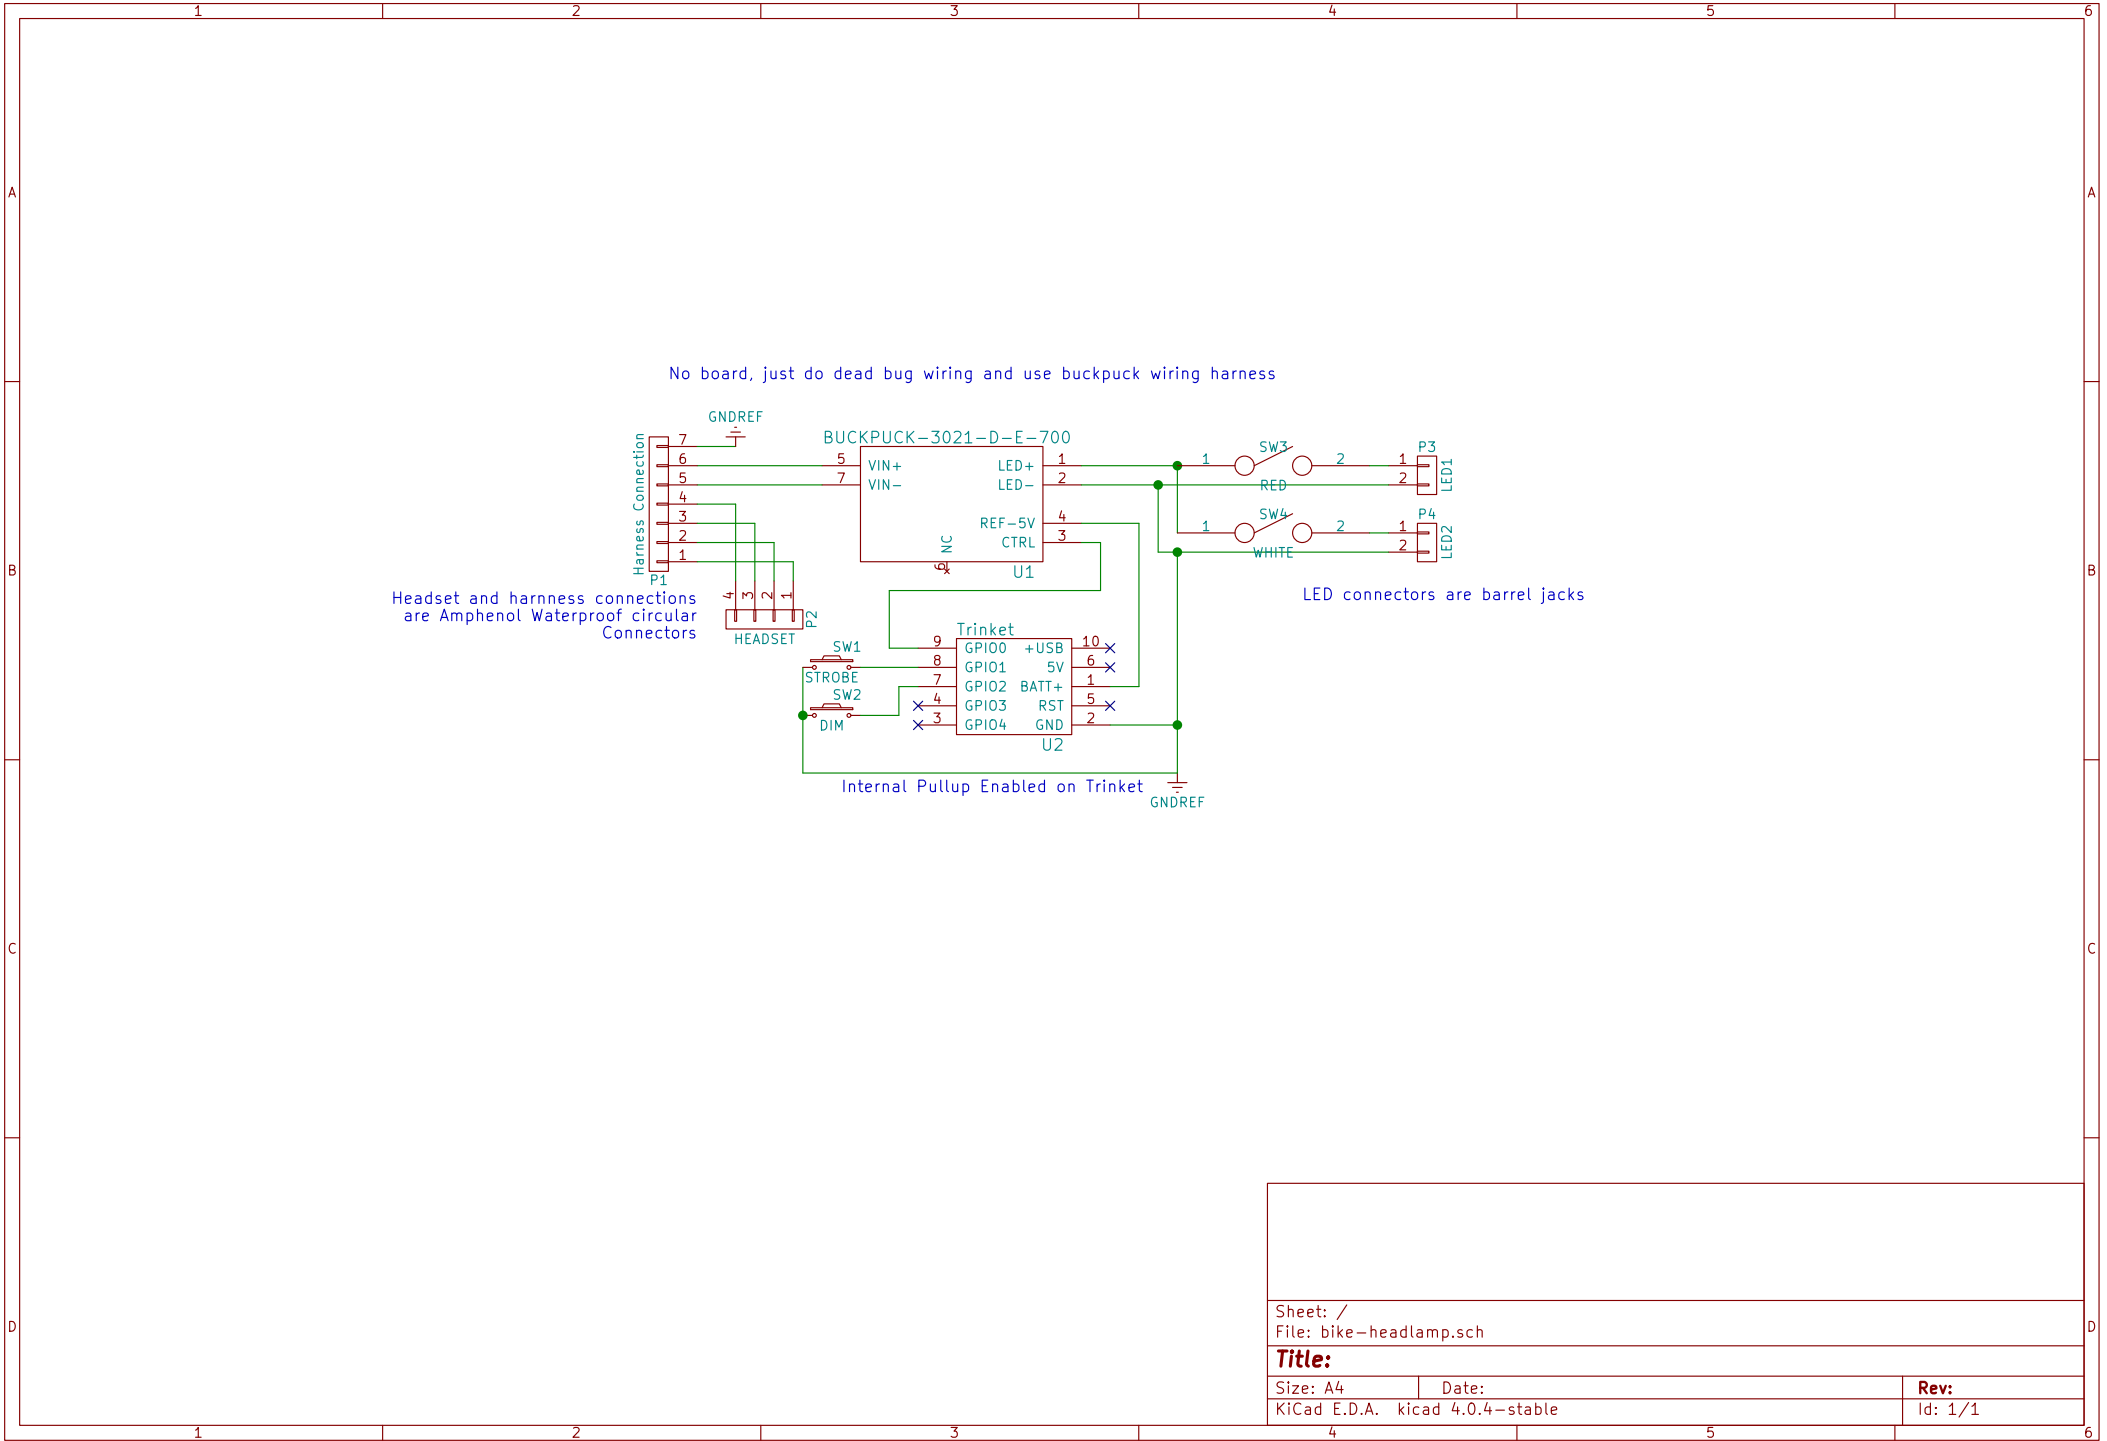 1 2 3 4 5 6
A A
B B
C C
D D
No board, just do dead bug wiring and use buckpuck wiring harness
GNDREF
BUCKPUCK-3021-D-E-700
Harness Connection
7
6
5
4
3
2
1
P1
5 VIN+ LED+ 1
7 VIN- LED- 2
REF-5V 4
CTRL 3
NC
6
U1
SW3
1 2
RED
P3
1
2
LED1
SW4
1 2
WHITE
P4
1
2
LED2
Headset and harnness connections
are Amphenol Waterproof circular
Connectors
4 3 2 1
P2
HEADSET
LED connectors are barrel jacks
Trinket
9 GPIO0 +USB 10
8 GPIO1 5V 6
7 GPIO2 BATT+ 1
4 GPIO3 RST 5
3 GPIO4 GND 2
U2
SW1
STROBE
SW2
DIM
Internal Pullup Enabled on Trinket
GNDREF
Sheet: /
File: bike-headlamp.sch
Title:
Size: A4 Date: Rev:
KiCad E.D.A. kicad 4.0.4-stable Id: 1/1
1 2 3 4 5 6